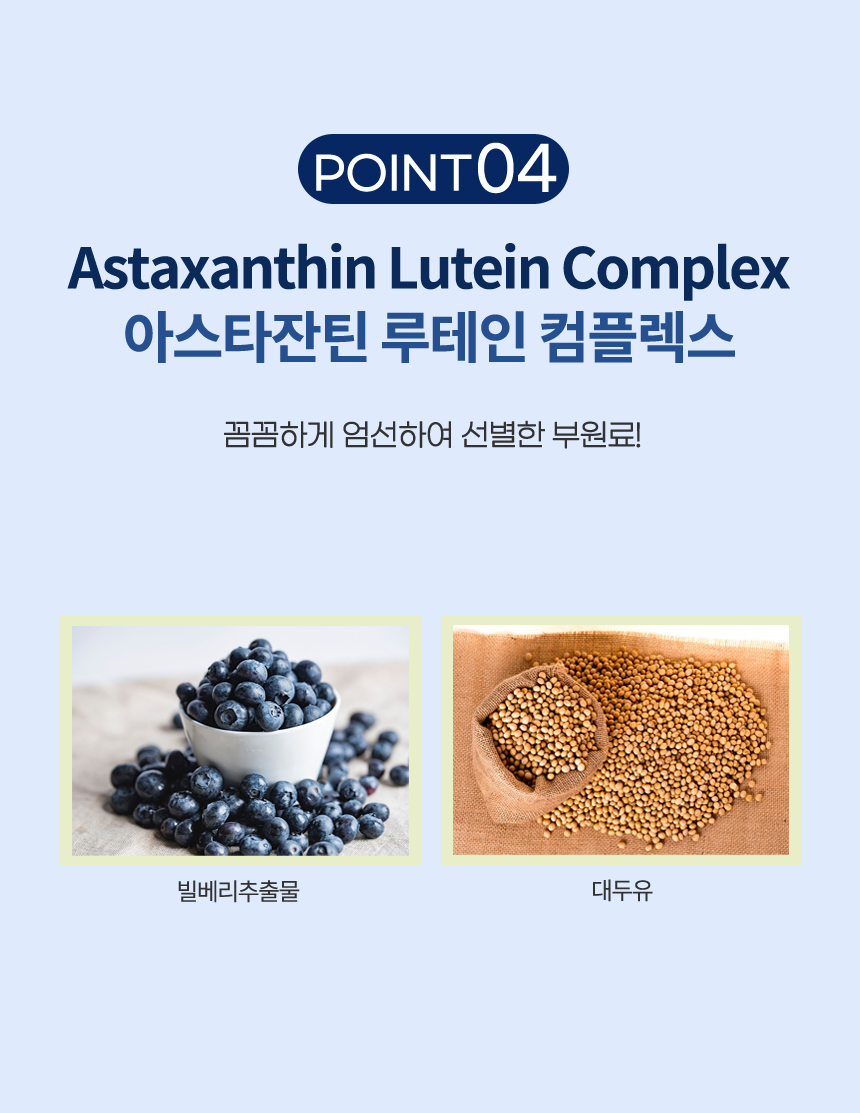 POINT04
Astaxanthin Lutein Complex
아스타잔틴 루테인 컴플렉스
꼼꼼하게 엄선하여 선별한 부원료!
빌베리추출물
대두유